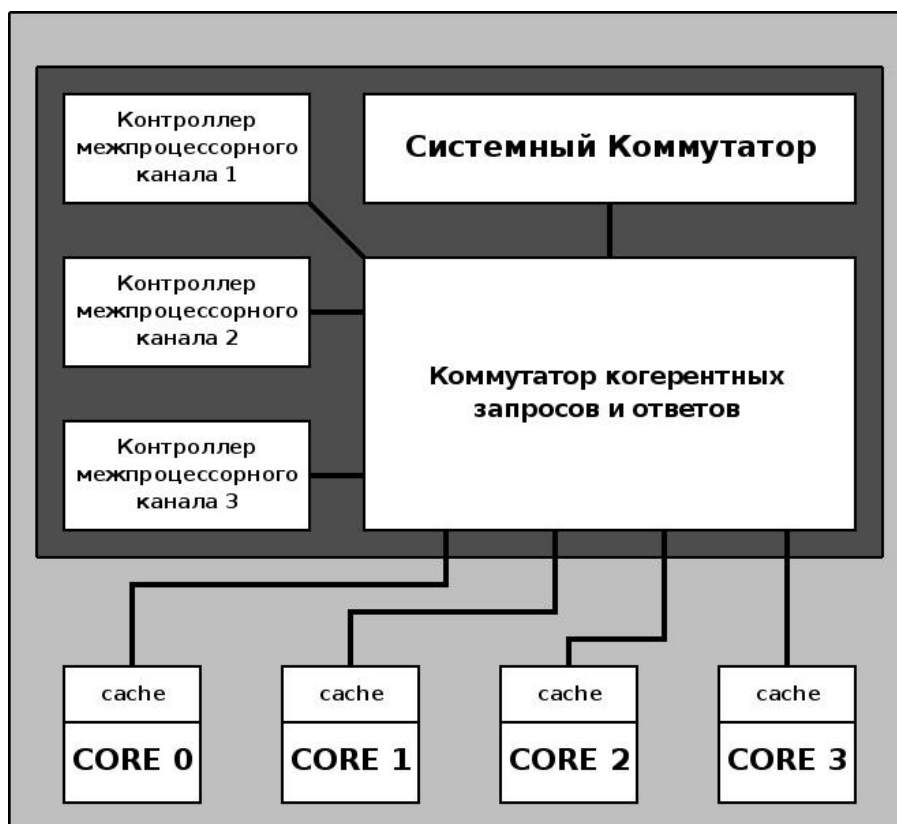 Контроллер
межпроцессорного
канала 1
Системный Коммутатор
Контроллер
межпроцессорного
канала 2
Коммутатор когерентных
запросов и ответов
Контроллер
межпроцессорного
канала 3
cache
CORE 0
cache
CORE 1
cache
CORE 2
cache
CORE 3